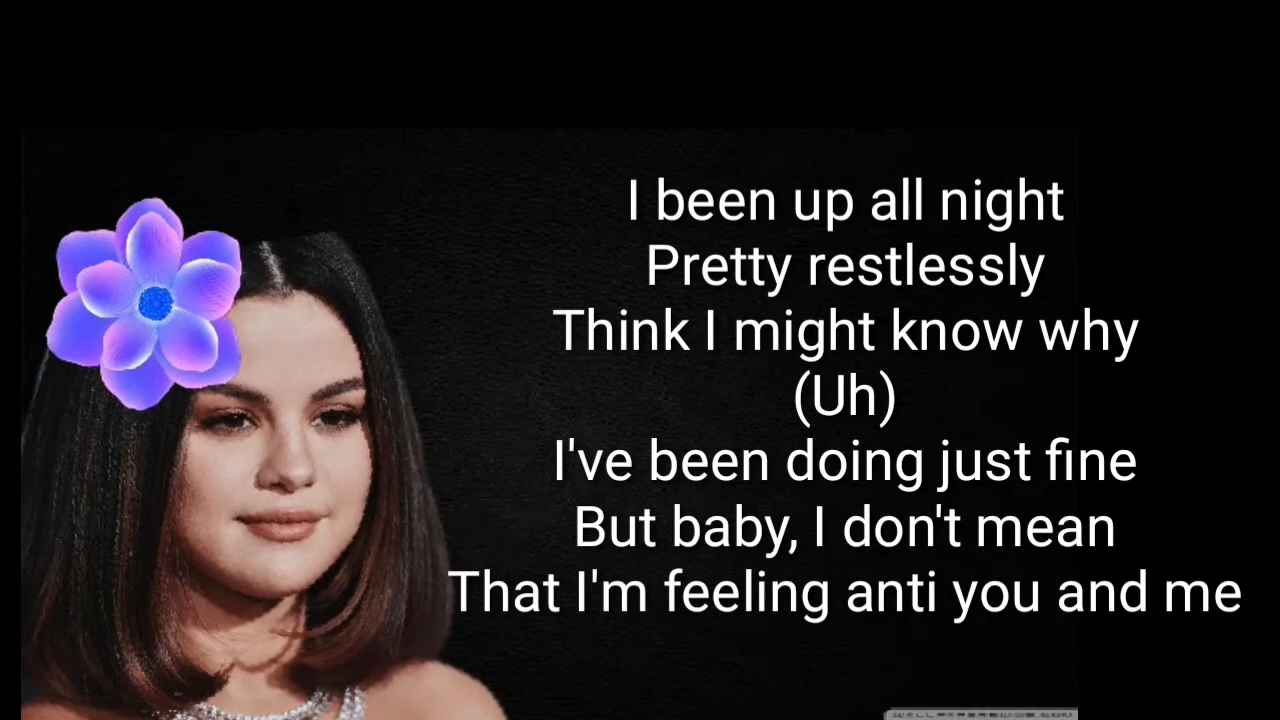 I been up all night
Pretty restlessly
Think I might know why
(Uh)
I've been doing just fine
But baby, I don't mean
That I'm feeling anti you and me